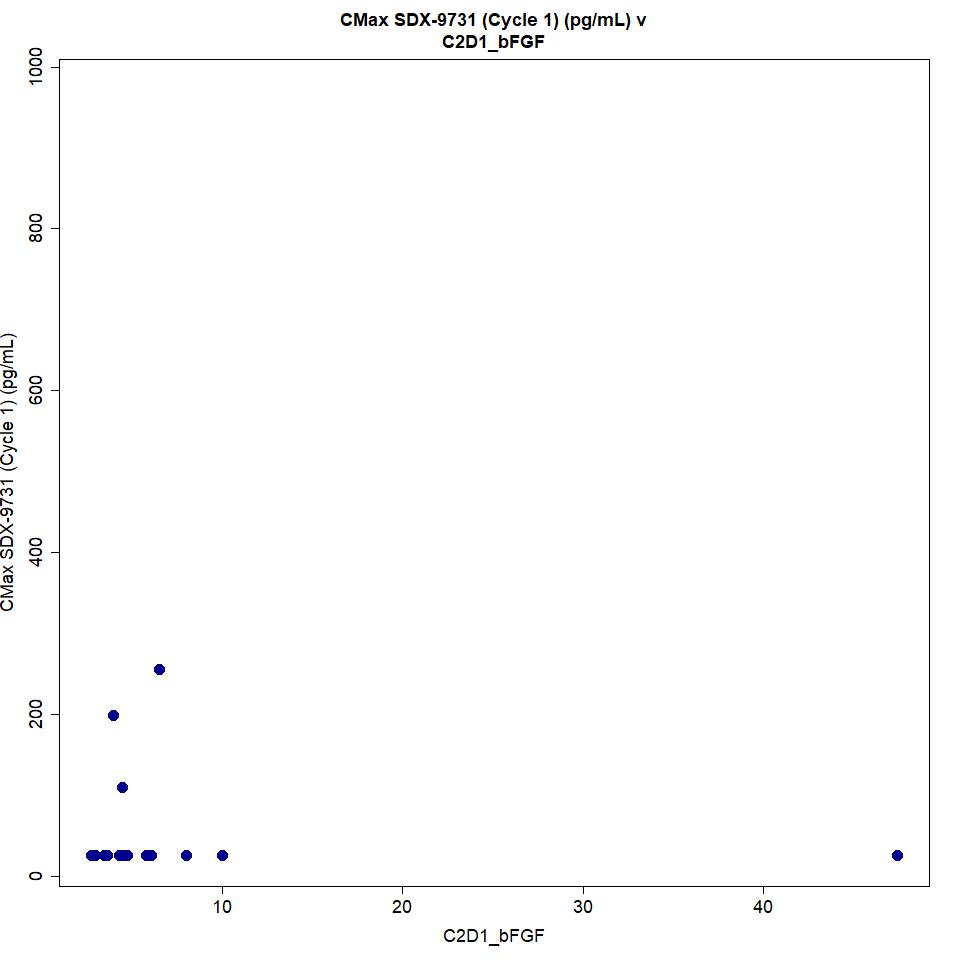 CMax SDX-9731 (Cycle 1) (pg/mL) v
C2D1_bFGF
1000
800
600
400
200
0
CMax SDX-9731 (Cycle 1) (pg/mL)
10 20 30 40
C2D1_bFGF